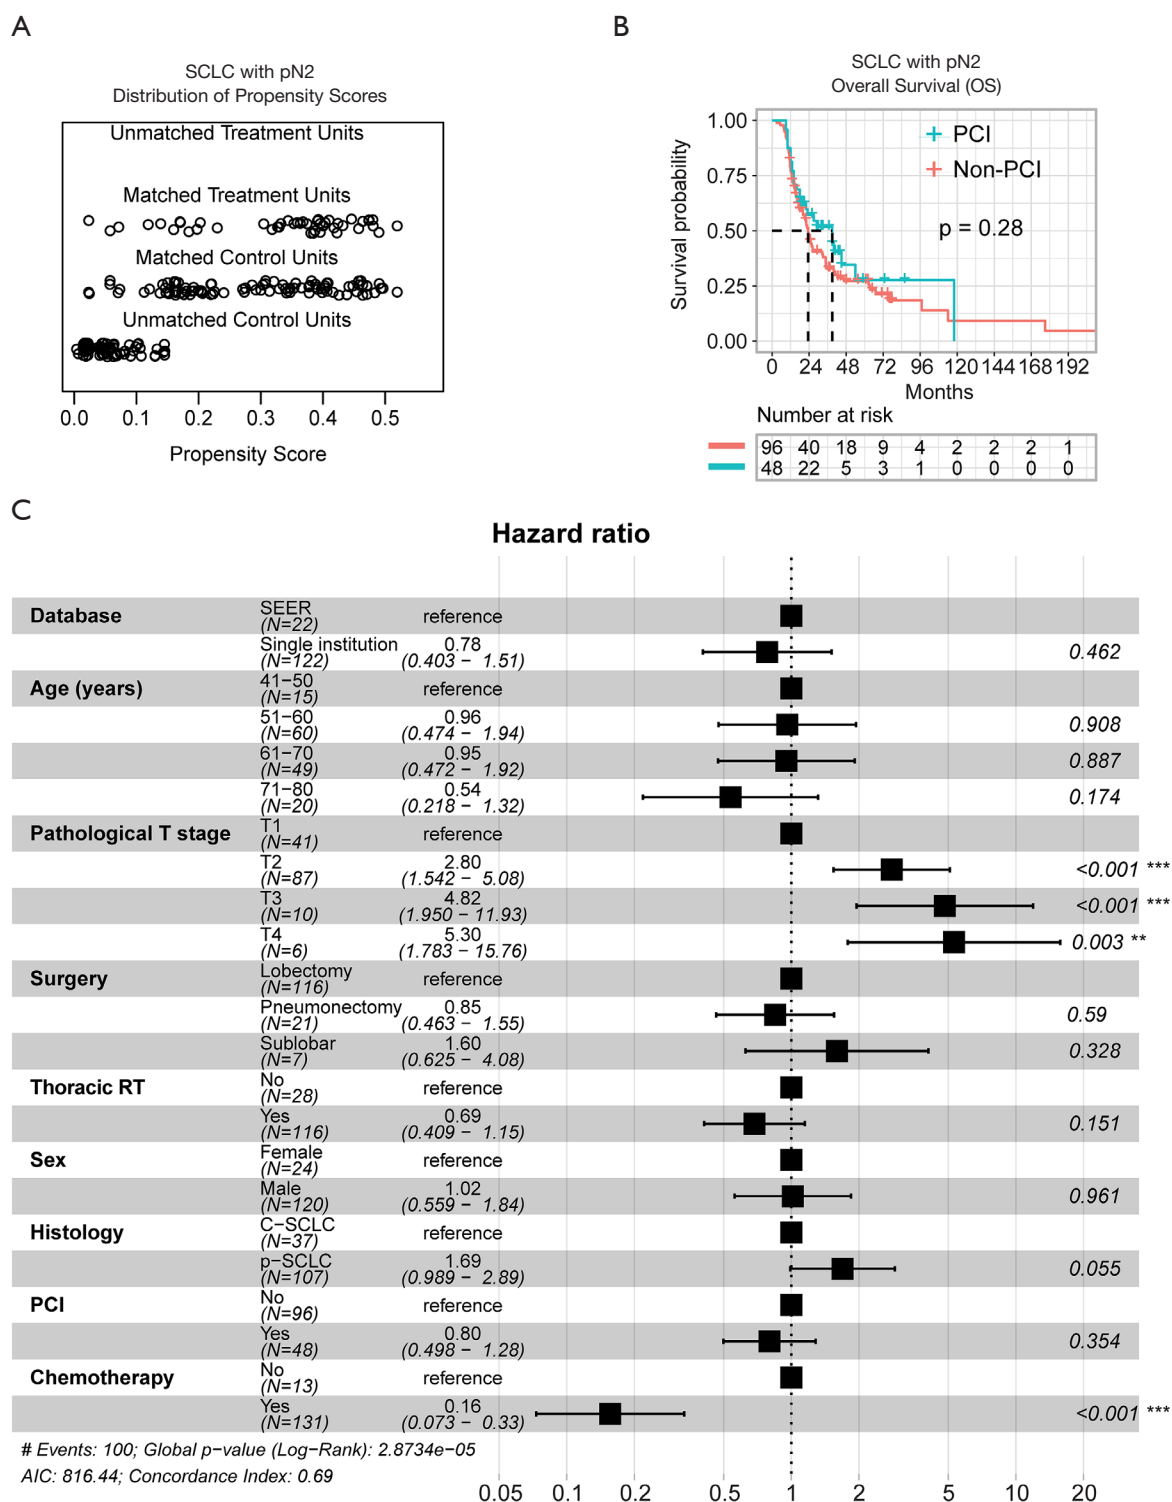 A
SCLC with pN2
Distribution of Propensity Scores
Unmatched Treatment Units
Matched Treatment Units
Matched Control Units
Unmatched Control Units
0.0 0.1 0.2 0.3 0.4 0.5
Propensity Score
B
SCLC with pN2
Overall Survival (OS)
Survival probability
1.00
0.75
0.50
0.25
0.00
PCI
Non-PCI
p = 0.28
0 24 48 72 96 120 144 168 192
Months
Number at risk
96 40 18 9 4 2 2 2 1
48 22 5 3 1 0 0 0 0
C
Hazard ratio
Database SEER (N=22) reference
Single institution (N=122) 0.78 (0.403 − 1.51) 0.462
Age (years) 41−50 (N=15) reference
51−60 (N=60) 0.96 (0.474 − 1.94) 0.908
61−70 (N=49) 0.95 (0.472 − 1.92) 0.887
71−80 (N=20) 0.54 (0.218 − 1.32) 0.174
Pathological T stage T1 (N=41) reference
T2 (N=87) 2.80 (1.542 − 5.08) <0.001 ***
T3 (N=10) 4.82 (1.950 − 11.93) <0.001 ***
T4 (N=6) 5.30 (1.783 − 15.76) 0.003 **
Surgery Lobectomy (N=116) reference
Pneumonectomy (N=21) 0.85 (0.463 − 1.55) 0.59
Sublobar (N=7) 1.60 (0.625 − 4.08) 0.328
Thoracic RT No (N=28) reference
Yes (N=116) 0.69 (0.409 − 1.15) 0.151
Sex Female (N=24) reference
Male (N=120) 1.02 (0.559 − 1.84) 0.961
Histology C−SCLC (N=37) reference
p−SCLC (N=107) 1.69 (0.989 − 2.89) 0.055
PCI No (N=96) reference
Yes (N=48) 0.80 (0.498 − 1.28) 0.354
Chemotherapy No (N=13) reference
Yes (N=131) 0.16 (0.073 − 0.33) <0.001 ***
# Events: 100; Global p−value (Log−Rank): 2.8734e−05
AIC: 816.44; Concordance Index: 0.69
0.05 0.1 0.2 0.5 1 2 5 10 20